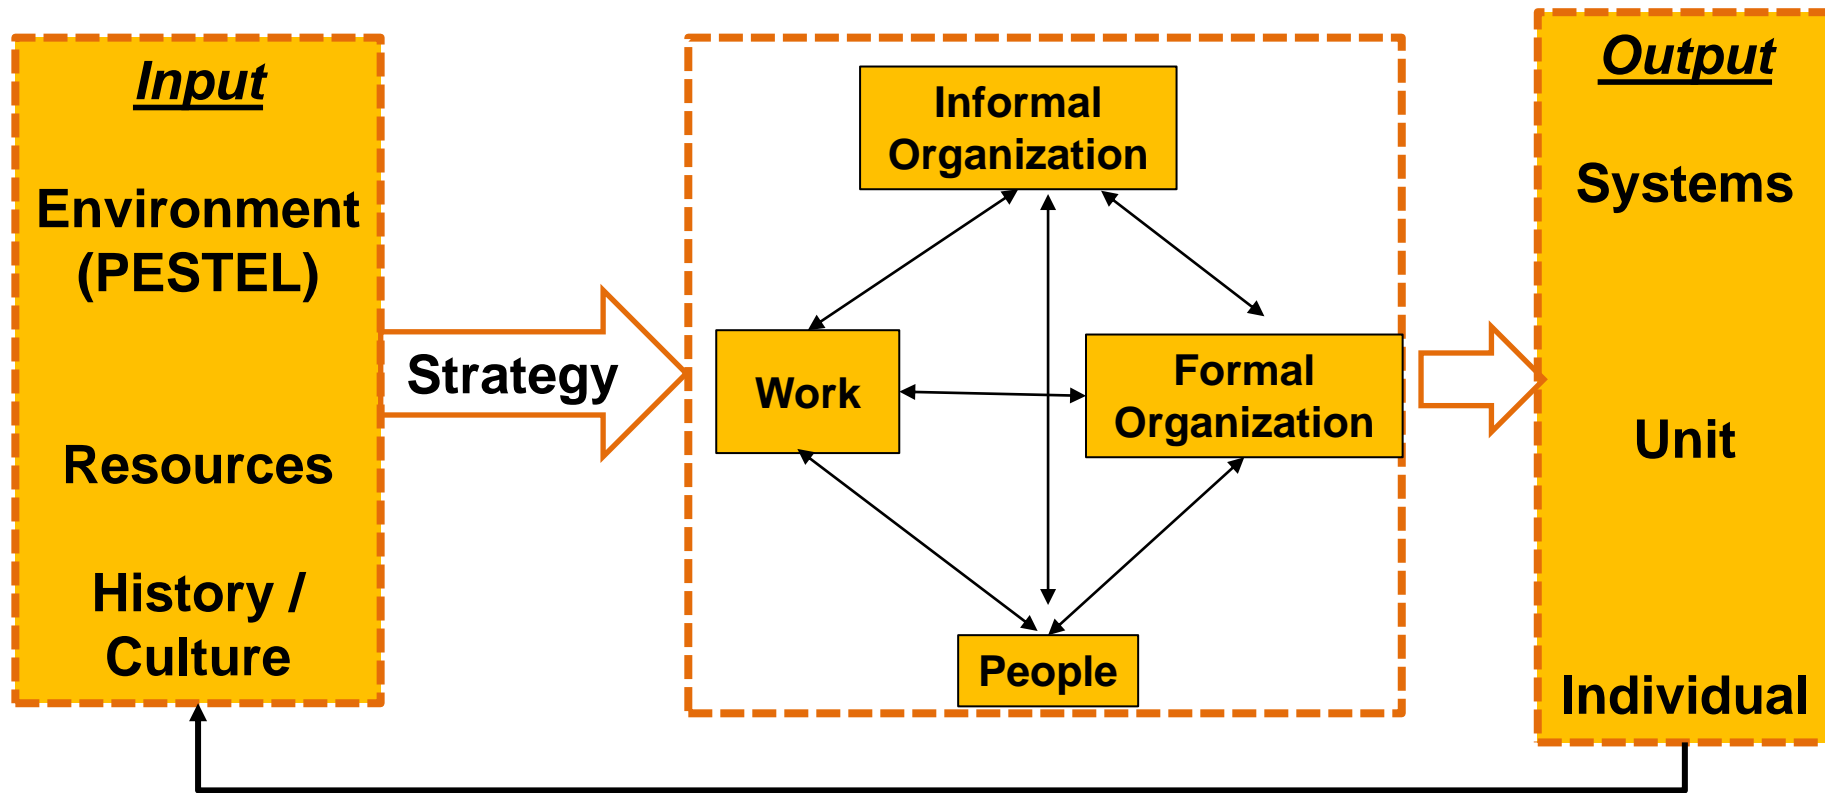 Input
Environment
(PESTEL)
Resources
History /
Culture
Strategy
Informal
Organization
Work
Formal
Organization
People
Output
Systems
Unit
Individual